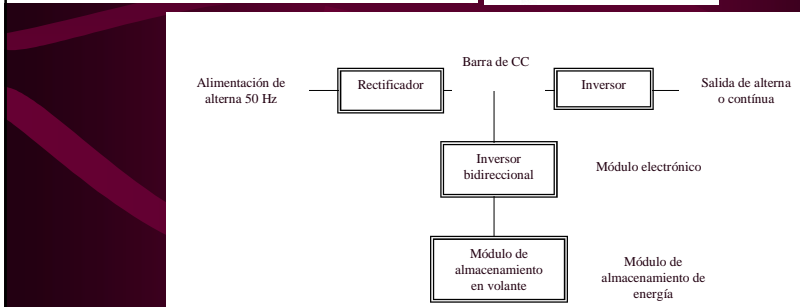 Barra de CC
Alimentación de
alterna 50 Hz
Rectificador
Inversor
Salida de alterna
o contínua
Inversor
bidireccional
Módulo electrónico
Módulo de
almacenamiento
en volante
Módulo de
almacenamiento de
energía